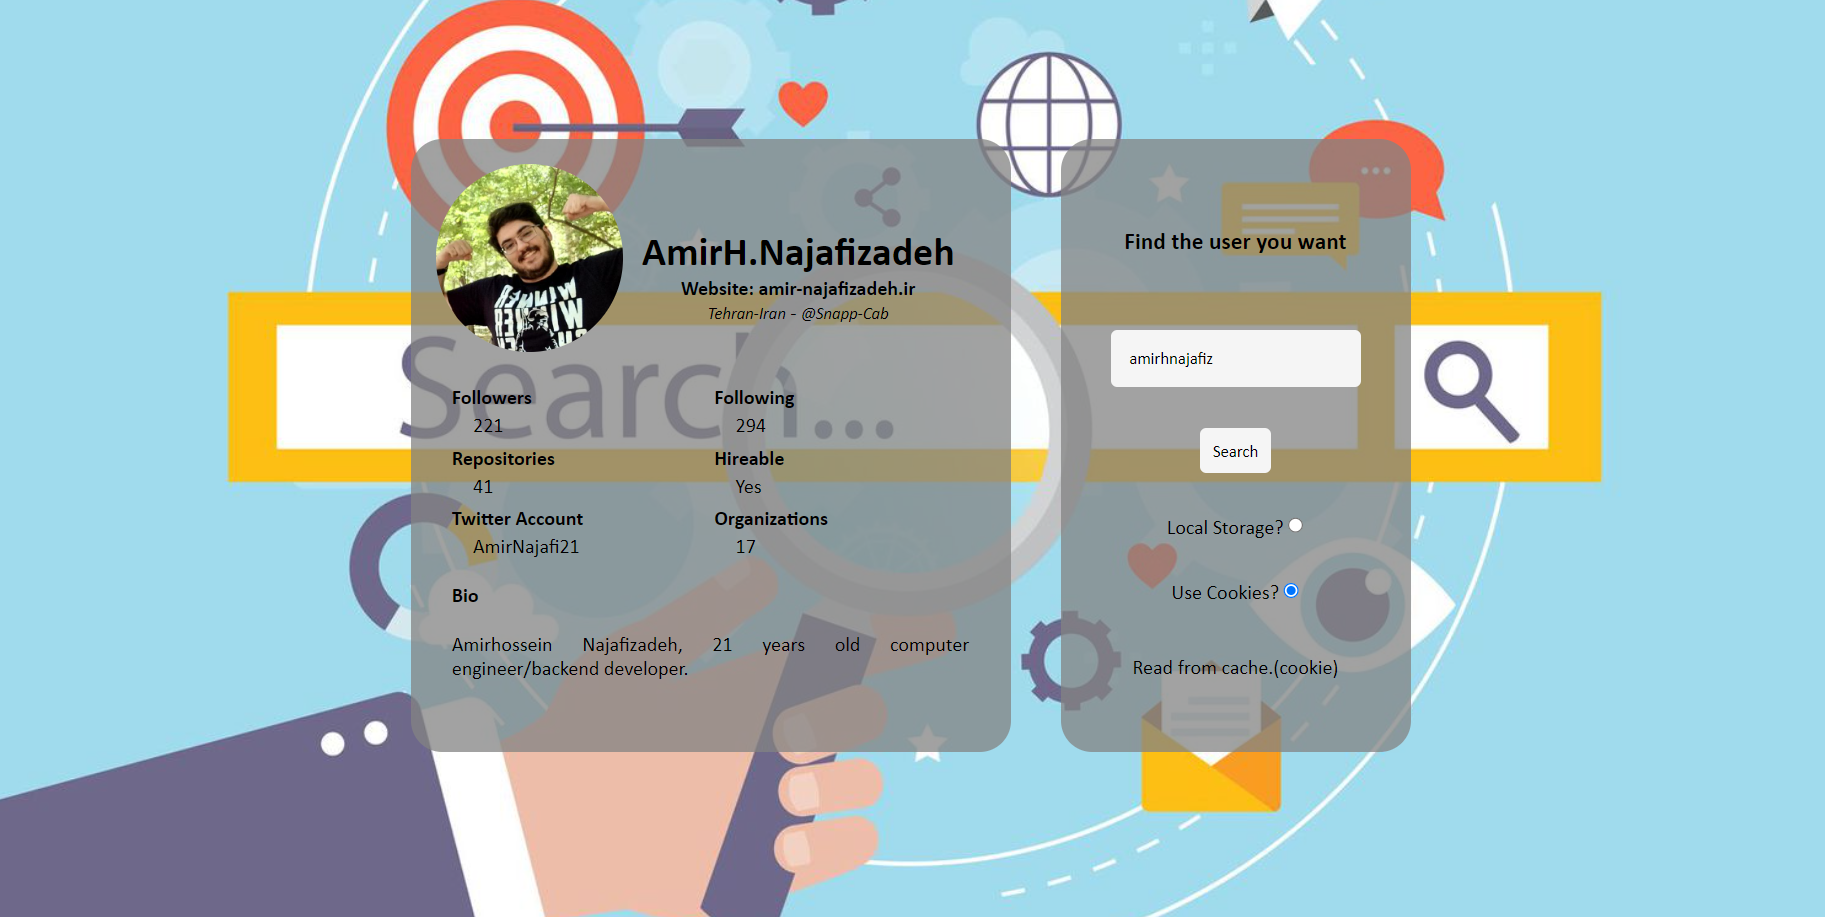 AmirH.Najafizadeh
Website: amir-najafizadeh.ir
Tehran-Iran - @Snapp-Cab
Search...
Followers
221
Following
294
Repositories
41
Hireable
Yes
Twitter Account
AmirNajafi21
Organizations
17
Bio
Amirhossein Najafizadeh, 21 years old computer
engineer/backend developer.
Find the user you want
amirhnajafiz
Search
Local Storage?
Use Cookies?
Read from cache.(cookie)